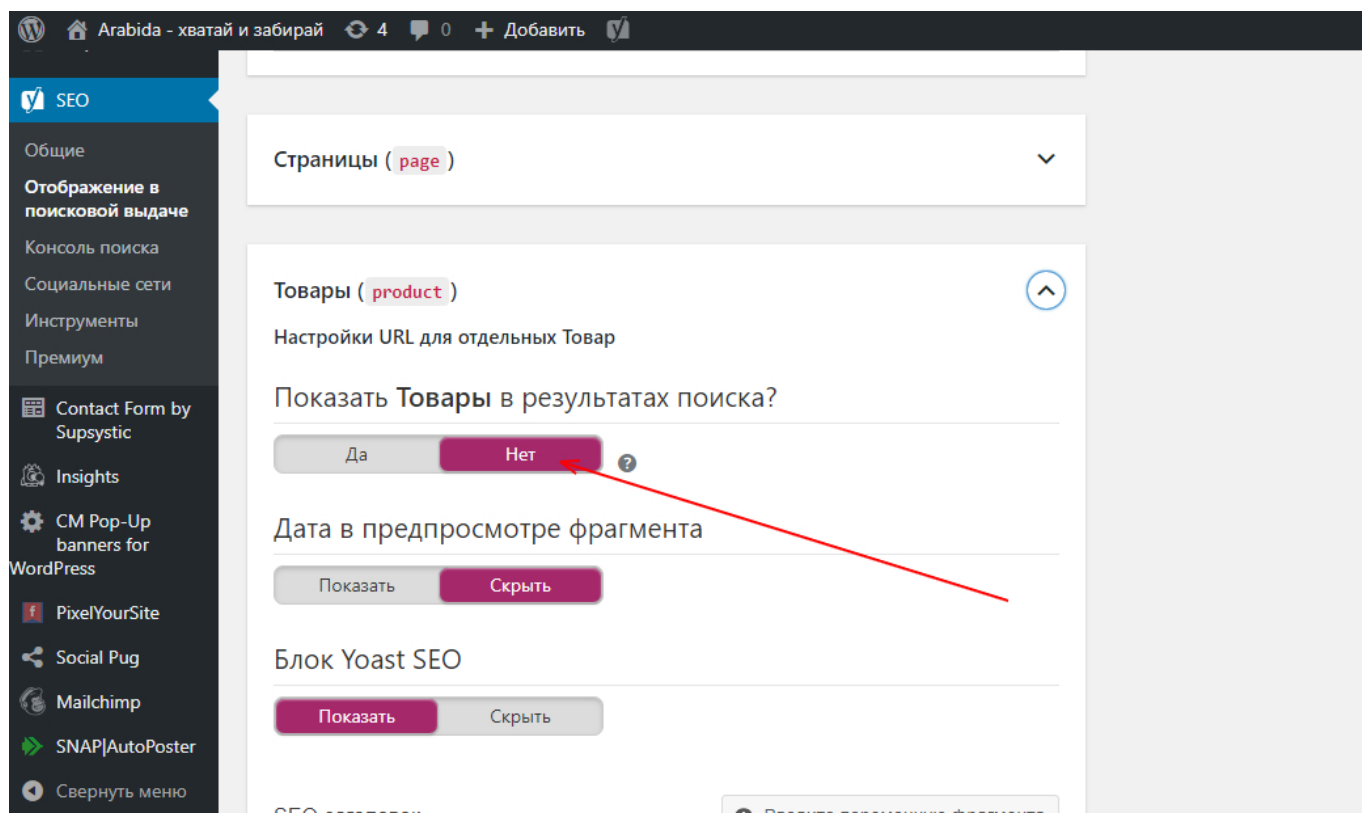 Arabida - хватай и забирай 4 0 + Добавить
SEO
Общие
Отображение в
поисковой выдаче
Консоль поиска
Социальные сети
Инструменты
Премиум
Contact Form by
Supsystic
Insights
CM Pop-Up
banners for
WordPress
PixelYourSite
Social Pug
Mailchimp
SNAP|AutoPoster
Свернуть меню
Страницы ( page )
Товары ( product )
Настройки URL для отдельных Товар
Показать Товары в результатах поиска?
Да Нет ?
Дата в предпросмотре фрагмента
Показать Скрыть
Блок Yoast SEO
Показать Скрыть